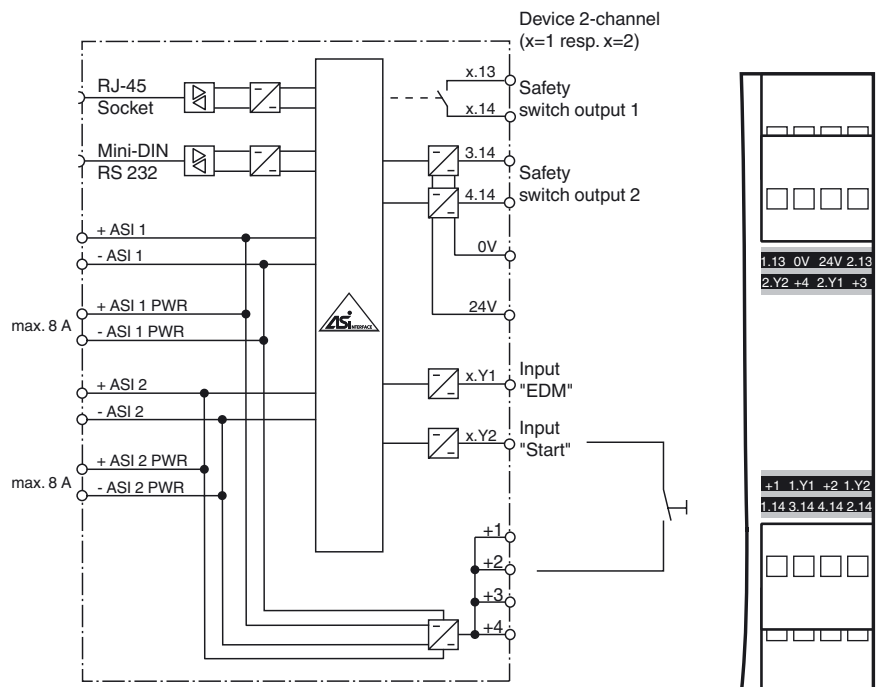 Device 2-channel
(x=1 resp. x=2)
RJ-45
Socket
x.13
x.14
Safety
switch output 1
Mini-DIN
RS 232
3.14
4.14
Safety
switch output 2
+ ASI 1
- ASI 1
0V
max. 8 A
+ ASI 1 PWR
- ASI 1 PWR
24V
ASi
INTERFACE
+ ASI 2
- ASI 2
x.Y1
Input
"EDM"
x.Y2
Input
"Start"
max. 8 A
+ ASI 2 PWR
- ASI 2 PWR
+1
+2
+3
+4
1.13 0V 24V 2.13
2.Y2 +4 2.Y1 +3
+1 1.Y1 +2 1.Y2
1.14 3.14 4.14 2.14